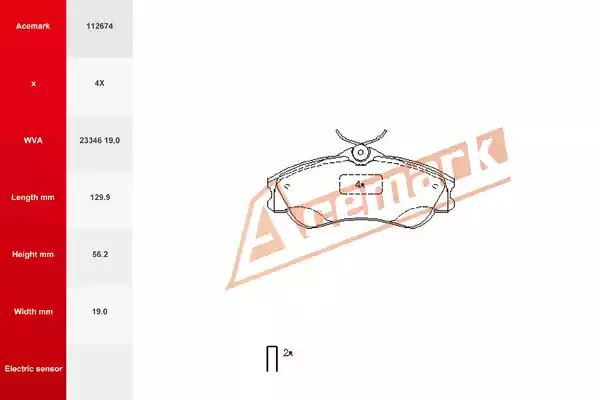 Acemark 112674
x 4X
WVA 23346 19,0
Length mm 129.9
Height mm 56.2
Width mm 19.0
Electric sensor
Acemark
4x
2x